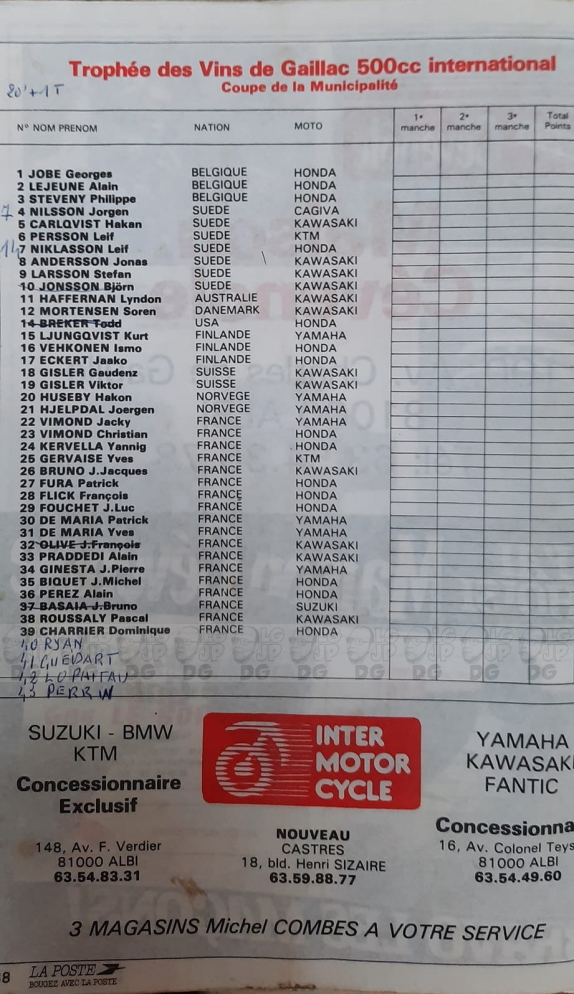 Trophée des Vins de Gaillac 500cc international
Coupe de la Municipalité
20' + 1 T
N° NOM PRENOM NATION MOTO 1e manche 2e manche 3e manche Total Points
1 JOBE Georges BELGIQUE HONDA
2 LEJEUNE Alain BELGIQUE HONDA
3 STEVENY Philippe BELGIQUE HONDA
7 4 NILSSON Jorgen SUEDE CAGIVA
5 CARLQVIST Hakan SUEDE KAWASAKI
6 PERSSON Leif SUEDE KTM
14 7 NIKLASSON Leif SUEDE HONDA
8 ANDERSSON Jonas SUEDE KAWASAKI
9 LARSSON Stefan SUEDE KAWASAKI
10 JONSSON Björn SUEDE KAWASAKI
11 HAFFERNAN Lyndon AUSTRALIE KAWASAKI
12 MORTENSEN Soren DANEMARK KAWASAKI
14 BREKER Todd USA HONDA
15 LJUNGQVIST Kurt FINLANDE YAMAHA
16 VEHKONEN Ismo FINLANDE HONDA
17 ECKERT Jaako FINLANDE HONDA
18 GISLER Gaudenz SUISSE KAWASAKI
19 GISLER Viktor SUISSE KAWASAKI
20 HUSEBY Hakon NORVEGE YAMAHA
21 HJELPDAL Joergen NORVEGE YAMAHA
22 VIMOND Jacky FRANCE YAMAHA
23 VIMOND Christian FRANCE HONDA
24 KERVELLA Yannig FRANCE HONDA
25 GERVAISE Yves FRANCE KTM
26 BRUNO J.Jacques FRANCE KAWASAKI
27 FURA Patrick FRANCE HONDA
28 FLICK François FRANCE HONDA
29 FOUCHET J.Luc FRANCE HONDA
30 DE MARIA Patrick FRANCE YAMAHA
31 DE MARIA Yves FRANCE YAMAHA
32 OLIVE J.François FRANCE KAWASAKI
33 PRADDEDI Alain FRANCE KAWASAKI
34 GINESTA J.Pierre FRANCE YAMAHA
35 BIQUET J.Michel FRANCE HONDA
36 PEREZ Alain FRANCE HONDA
37 BASAIA J.Bruno FRANCE SUZUKI
38 ROUSSALY Pascal FRANCE KAWASAKI
39 CHARRIER Dominique FRANCE HONDA
40 RYAN
41 GUEDART
42
43 PERRIN
SUZUKI - BMW
KTM
Concessionnaire
Exclusif
148, Av. F. Verdier
81000 ALBI
63.54.83.31
INTER
MOTOR
CYCLE
NOUVEAU
CASTRES
18, bld. Henri SIZAIRE
63.59.88.77
YAMAHA
KAWASAKI
FANTIC
Concessionna
16, Av. Colonel Teys
81000 ALBI
63.54.49.60
3 MAGASINS Michel COMBES A VOTRE SERVICE
LA POSTE
BOUGEZ AVEC LA POSTE